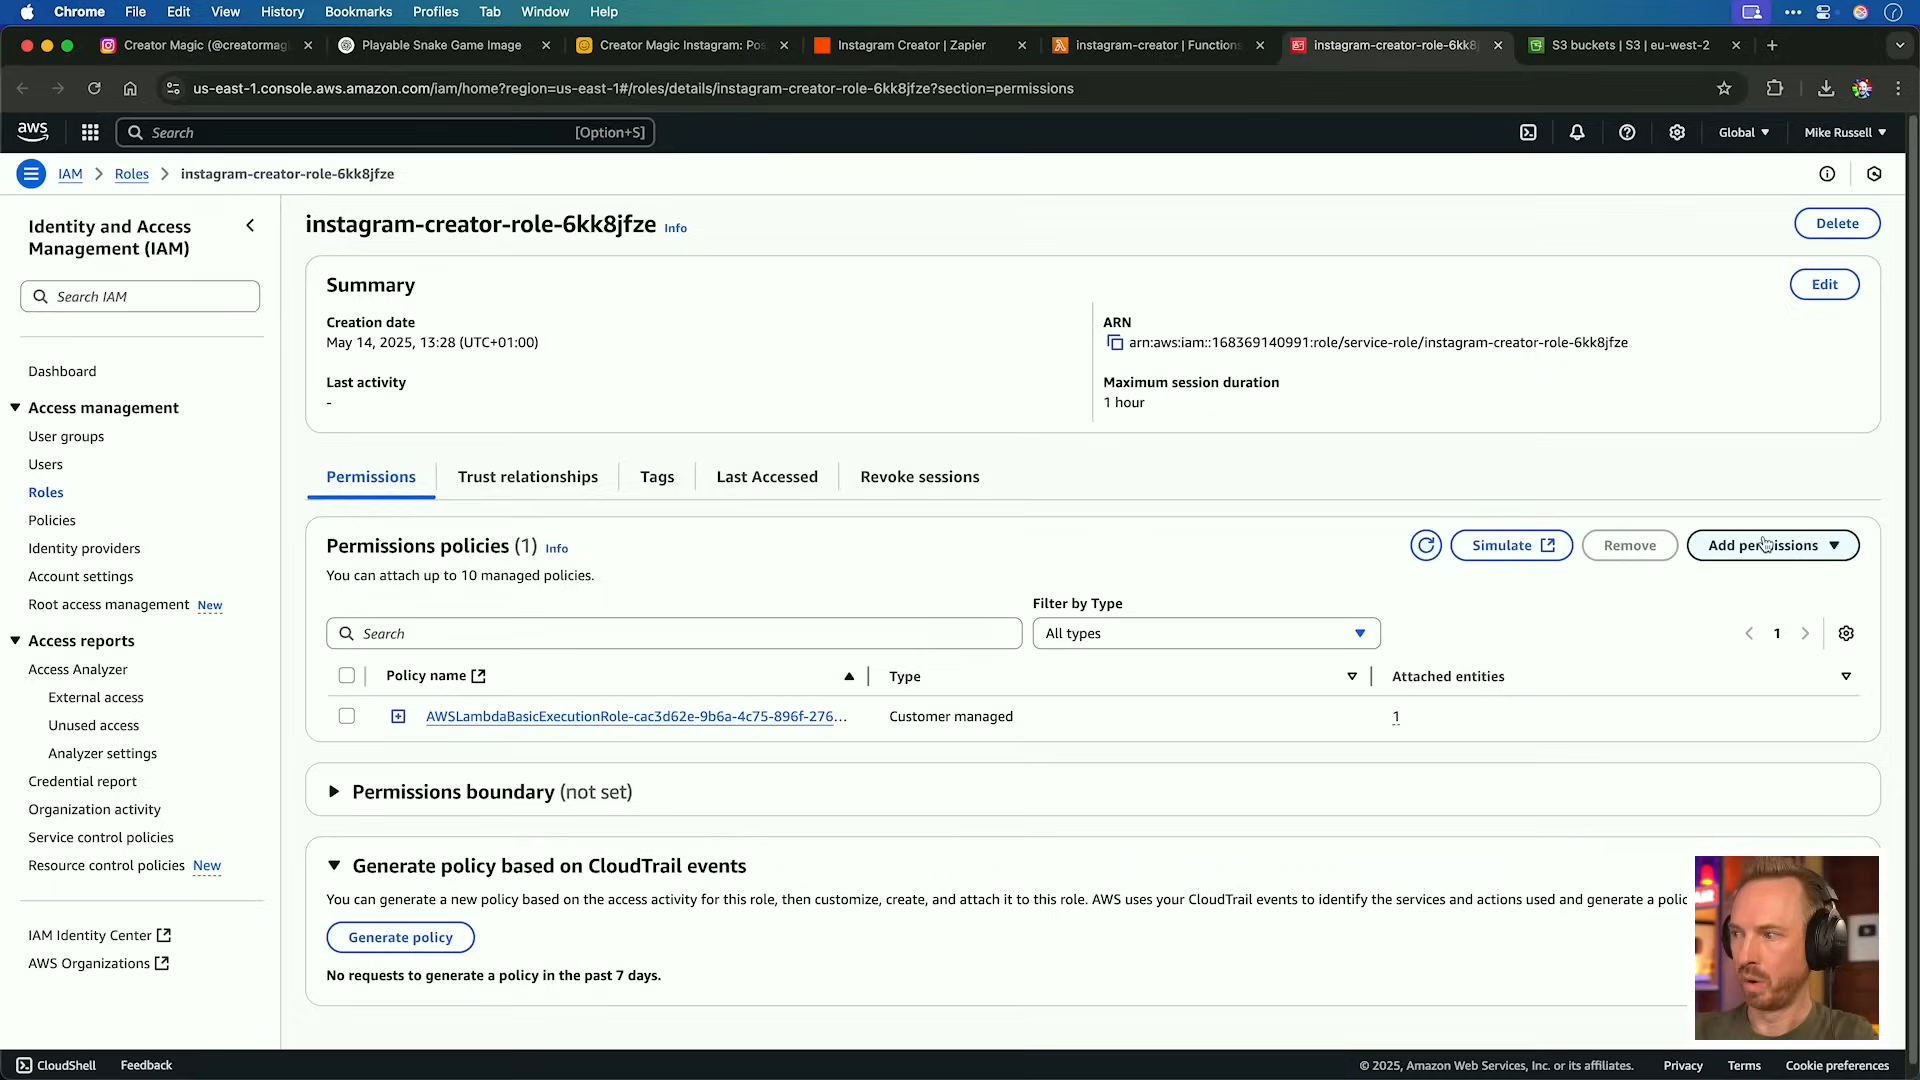 Chrome File Edit View History Bookmarks Profiles Tab Window Help
Creator Magic (@creormag
Playable Snake Game Image
Creator Magic Instagram: Pos
Instagram Creator | Zapier
instagram-creator | Functions
instagram-creator-role-6kk8j
S3 buckets | S3 | eu-west-2
us-east-1.console.aws.amazon.com/iam/home?region=us-east-1#/roles/details/instagram-creator-role-6kk8jfze?section=permissions
aws Search [Option+S] Global Mike Russell
IAM Roles instagram-creator-role-6kk8jfze
Identity and Access
Management (IAM)
Search IAM
Dashboard
Access management
User groups
Users
Roles
Policies
Identity providers
Account settings
Root access management New
Access reports
Access Analyzer
External access
Unused access
Analyzer settings
Credential report
Organization activity
Service control policies
Resource control policies New
IAM Identity Center
AWS Organizations
instagram-creator-role-6kk8jfze Info
Delete
Summary
Edit
Creation date
May 14, 2025, 13:28 (UTC+01:00)
ARN
arn:aws:iam::168369140991:role/service-role/instagram-creator-role-6kk8jfze
Last activity
-
Maximum session duration
1 hour
Permissions Trust relationships Tags Last Accessed Revoke sessions
Permissions policies (1) Info
Simulate Remove Add permissions
You can attach up to 10 managed policies.
Filter by Type
Search All types 1
Policy name Type Attached entities
AWSLambdaBasicExecutionRole-cac3d62e-9b6a-4c75-896f-276... Customer managed 1
Permissions boundary (not set)
Generate policy based on CloudTrail events
You can generate a new policy based on the access activity for this role, then customize, create, and attach it to this role. AWS uses your CloudTrail events to identify the services and actions used and generate a polic
Generate policy
No requests to generate a policy in the past 7 days.
CloudShell Feedback © 2025, Amazon Web Services, Inc. or its affiliates. Privacy Terms Cookie preferences